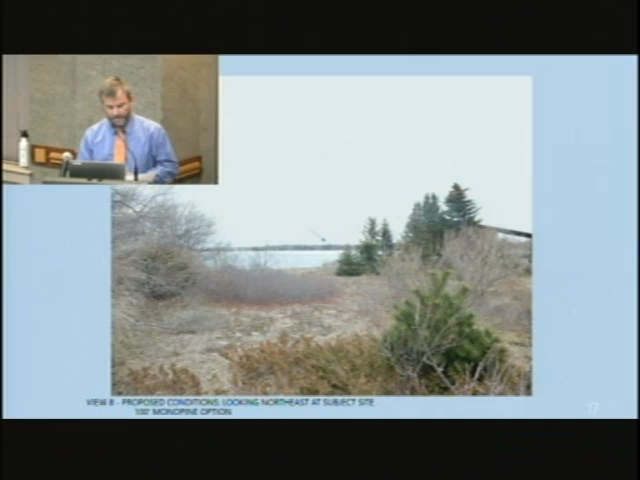 VIEW 8 - PROPOSED CONDITIONS: LOOKING NORTHEAST AT SUBJECT SITE
100' MONOPINE OPTION
17